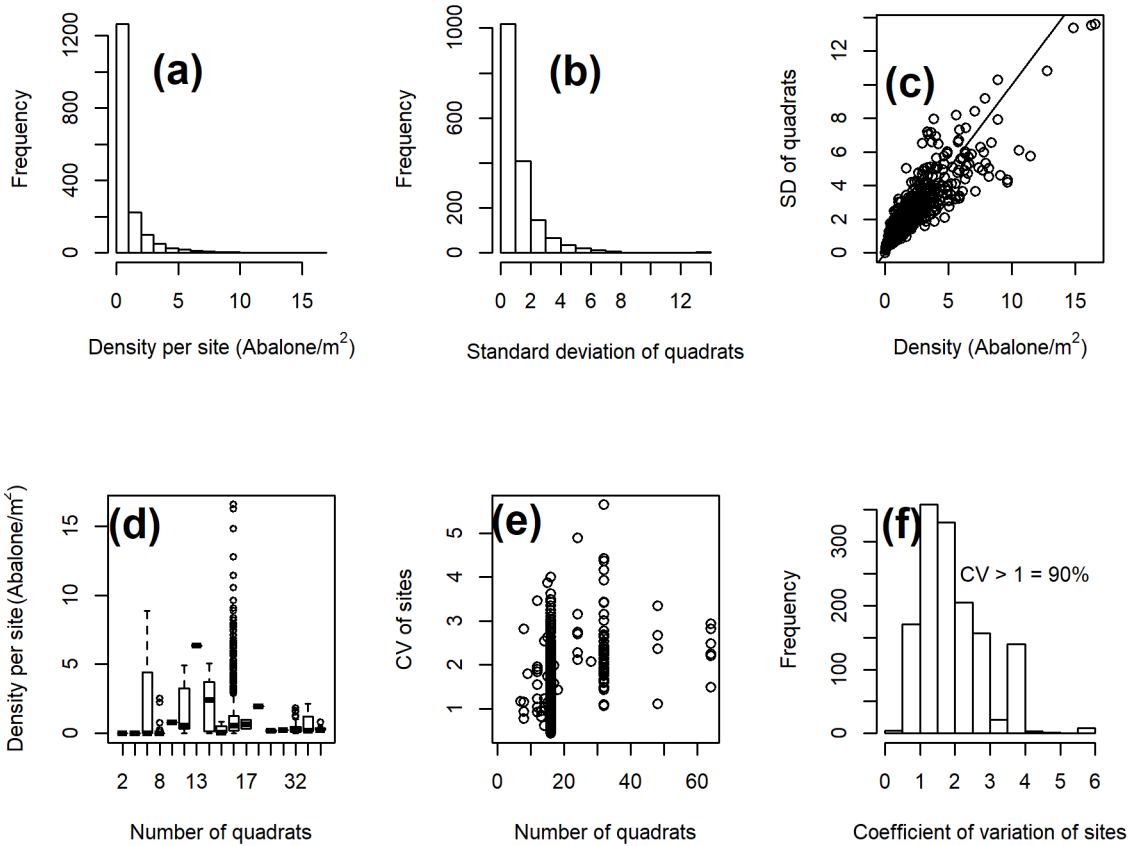 (a)
Frequency
0 400 800 1200
0 5 10 15
Density per site (Abalone/m2)
(b)
Frequency
0 200 600 1000
0 2 4 6 8 12
Standard deviation of quadrats
(c)
SD of quadrats
0 2 4 6 8 12
0 5 10 15
Density (Abalone/m2)
(d)
Density per site (Abalone/m2)
0 5 10 15
2 8 13 17 32
Number of quadrats
(e)
CV of sites
1 2 3 4 5
0 20 40 60
Number of quadrats
(f)
CV > 1 = 90%
Frequency
0 100 200 350
0 1 2 3 4 5 6
Coefficient of variation of sites